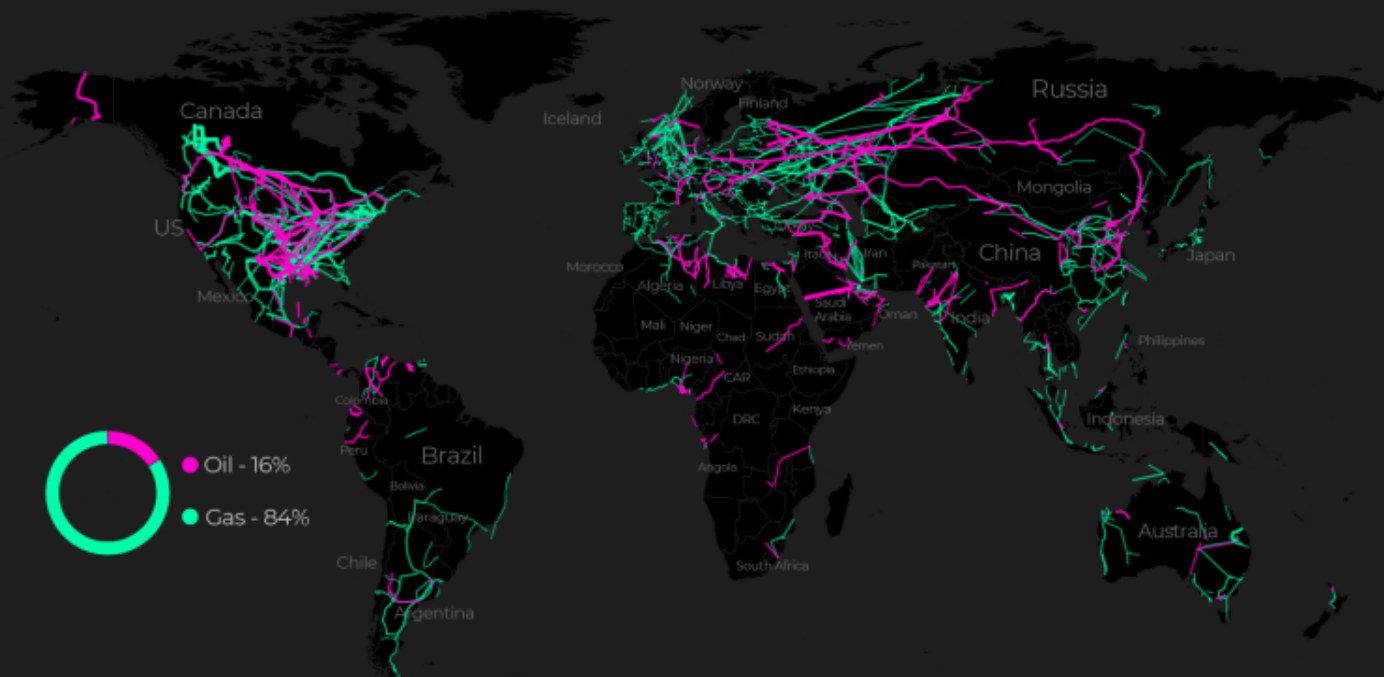 Norway
Russia
Canada
Finland
Iceland
Mongolia
US
China
Japan
Iraq
Iran
Pakistan
Morocco
Algeria
Libya
Egypt
Mexico
Saudi
Arabia
Oman
India
Mali
Niger
Chad
Sudan
Yemen
Philippines
Nigeria
CAR
Ethiopia
Colombia
DRC
Kenya
Indonesia
Peru
Brazil
Oil - 16%
Angola
Bolivia
Gas - 84%
Paraguay
Australia
Chile
South Africa
Argentina